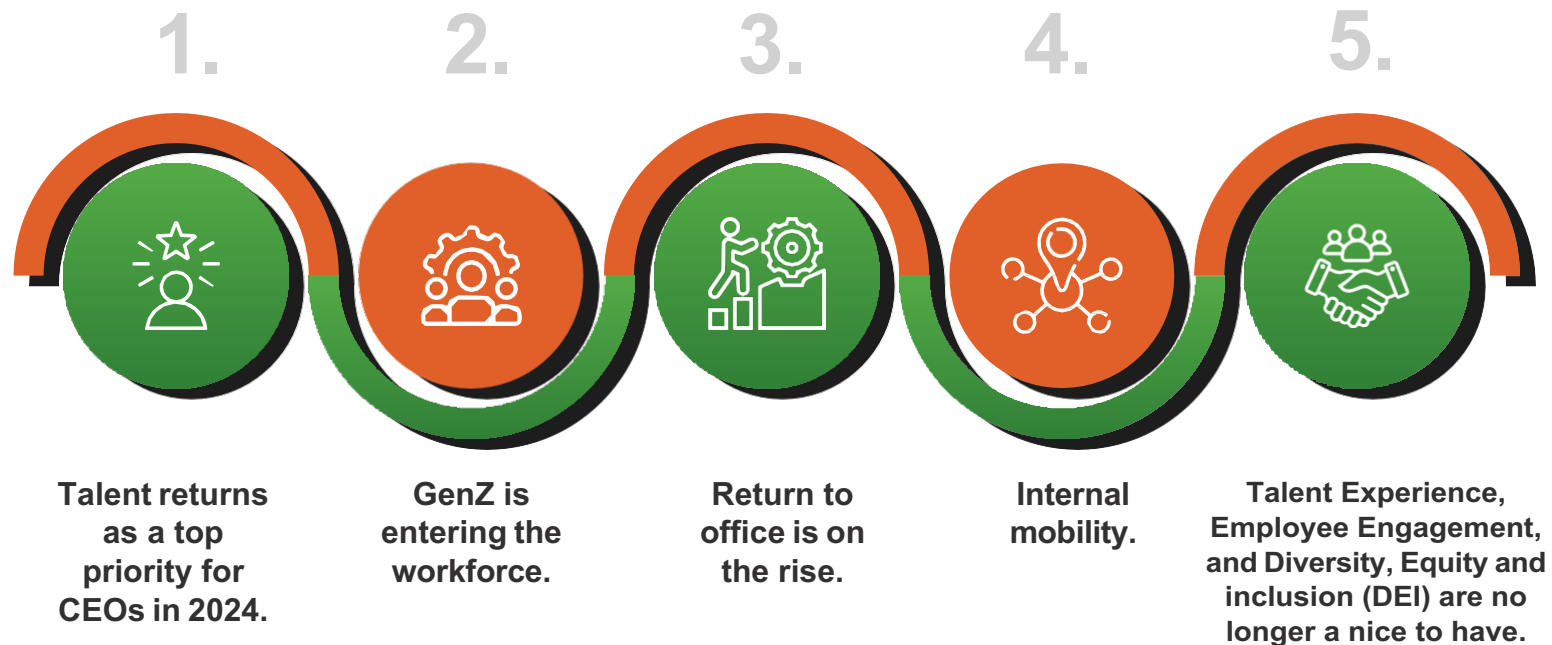 1.
2.
3.
4.
5.
Talent returns
as a top
priority for
CEOs in 2024.
GenZ is
entering the
workforce.
Return to
office is on
the rise.
Internal
mobility.
Talent Experience,
Employee Engagement,
and Diversity, Equity and
inclusion (DEI) are no
longer a nice to have.